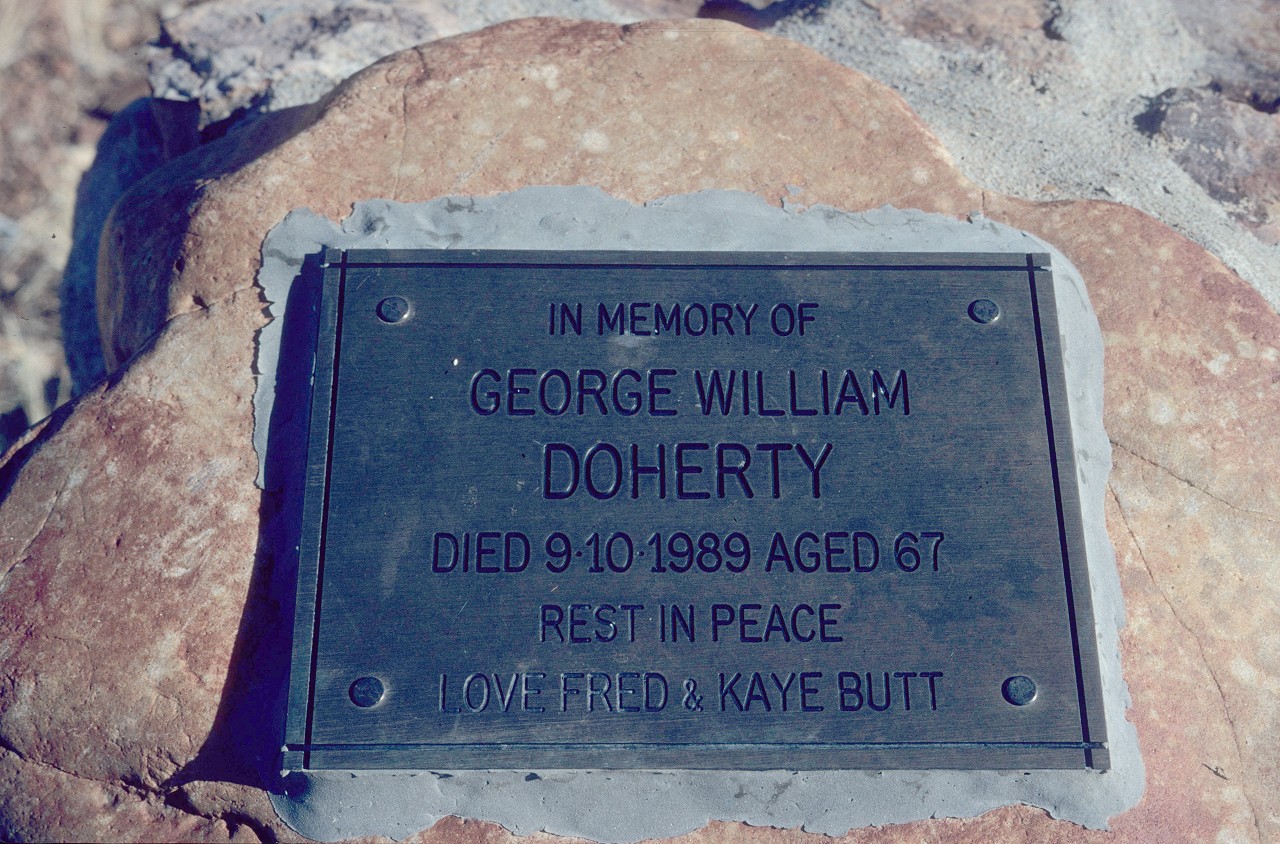 IN MEMORY OF
GEORGE WILLIAM
DOHERTY
DIED 9·10·1989 AGED 67
REST IN PEACE
LOVE FRED & KAYE BUTT